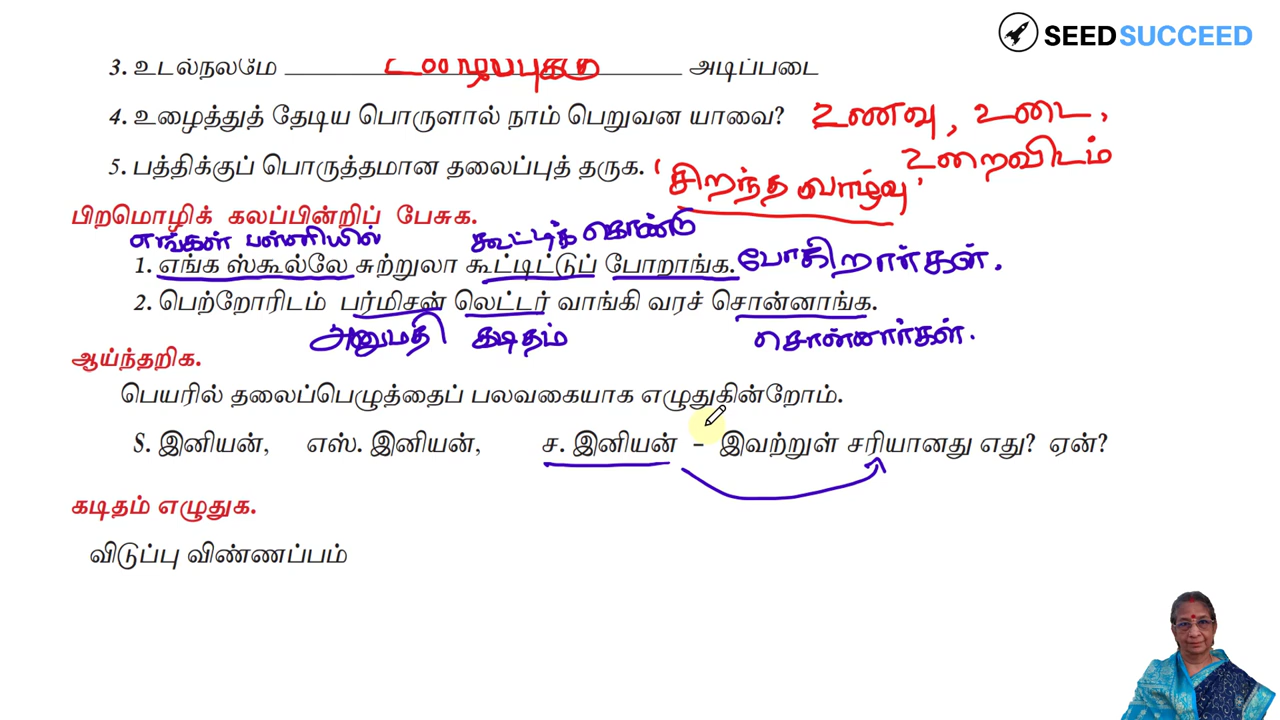 SEEDSUCCEED
3. உடல்நலமே ____________ அடிப்படை
4. உழைத்துத் தேடிய பொருளால் நாம் பெறுவன யாவை? உணவு, உடை,
உறைவிடம்
5. பத்திக்குப் பொருத்தமான தலைப்புத் தருக. 'சிறந்த வாழ்வு'
பிறமொழிக் கலப்பின்றிப் பேசுக.
எங்கள் பள்ளியில் கூட்டிக் கொண்டு
1. எங்க ஸ்கூல்லே சுற்றுலா கூட்டிட்டுப் போறாங்க. போகிறார்கள்.
2. பெற்றோரிடம் பர்மிசன் லெட்டர் வாங்கி வரச் சொன்னாங்க.
அனுமதி கடிதம் சொன்னார்கள்.
ஆய்ந்தறிக.
பெயரில் தலைப்பெழுத்தைப் பலவகையாக எழுதுகின்றோம்.
S. இனியன், எஸ். இனியன், ச. இனியன் - இவற்றுள் சரியானது எது? ஏன்?
கடிதம் எழுதுக.
விடுப்பு விண்ணப்பம்